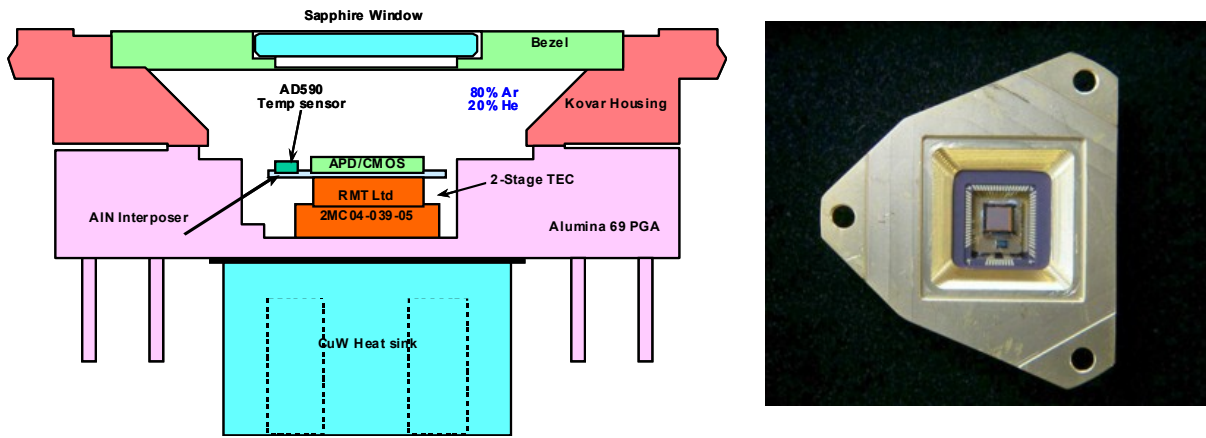 Sapphire Window
Bezel
AD590
Temp sensor
80% Ar
20% He
Kovar Housing
APD/CMOS
2-Stage TEC
RMT Ltd
AIN Interposer
2MC04-039-05
Alumina 69 PGA
CuW Heat sink